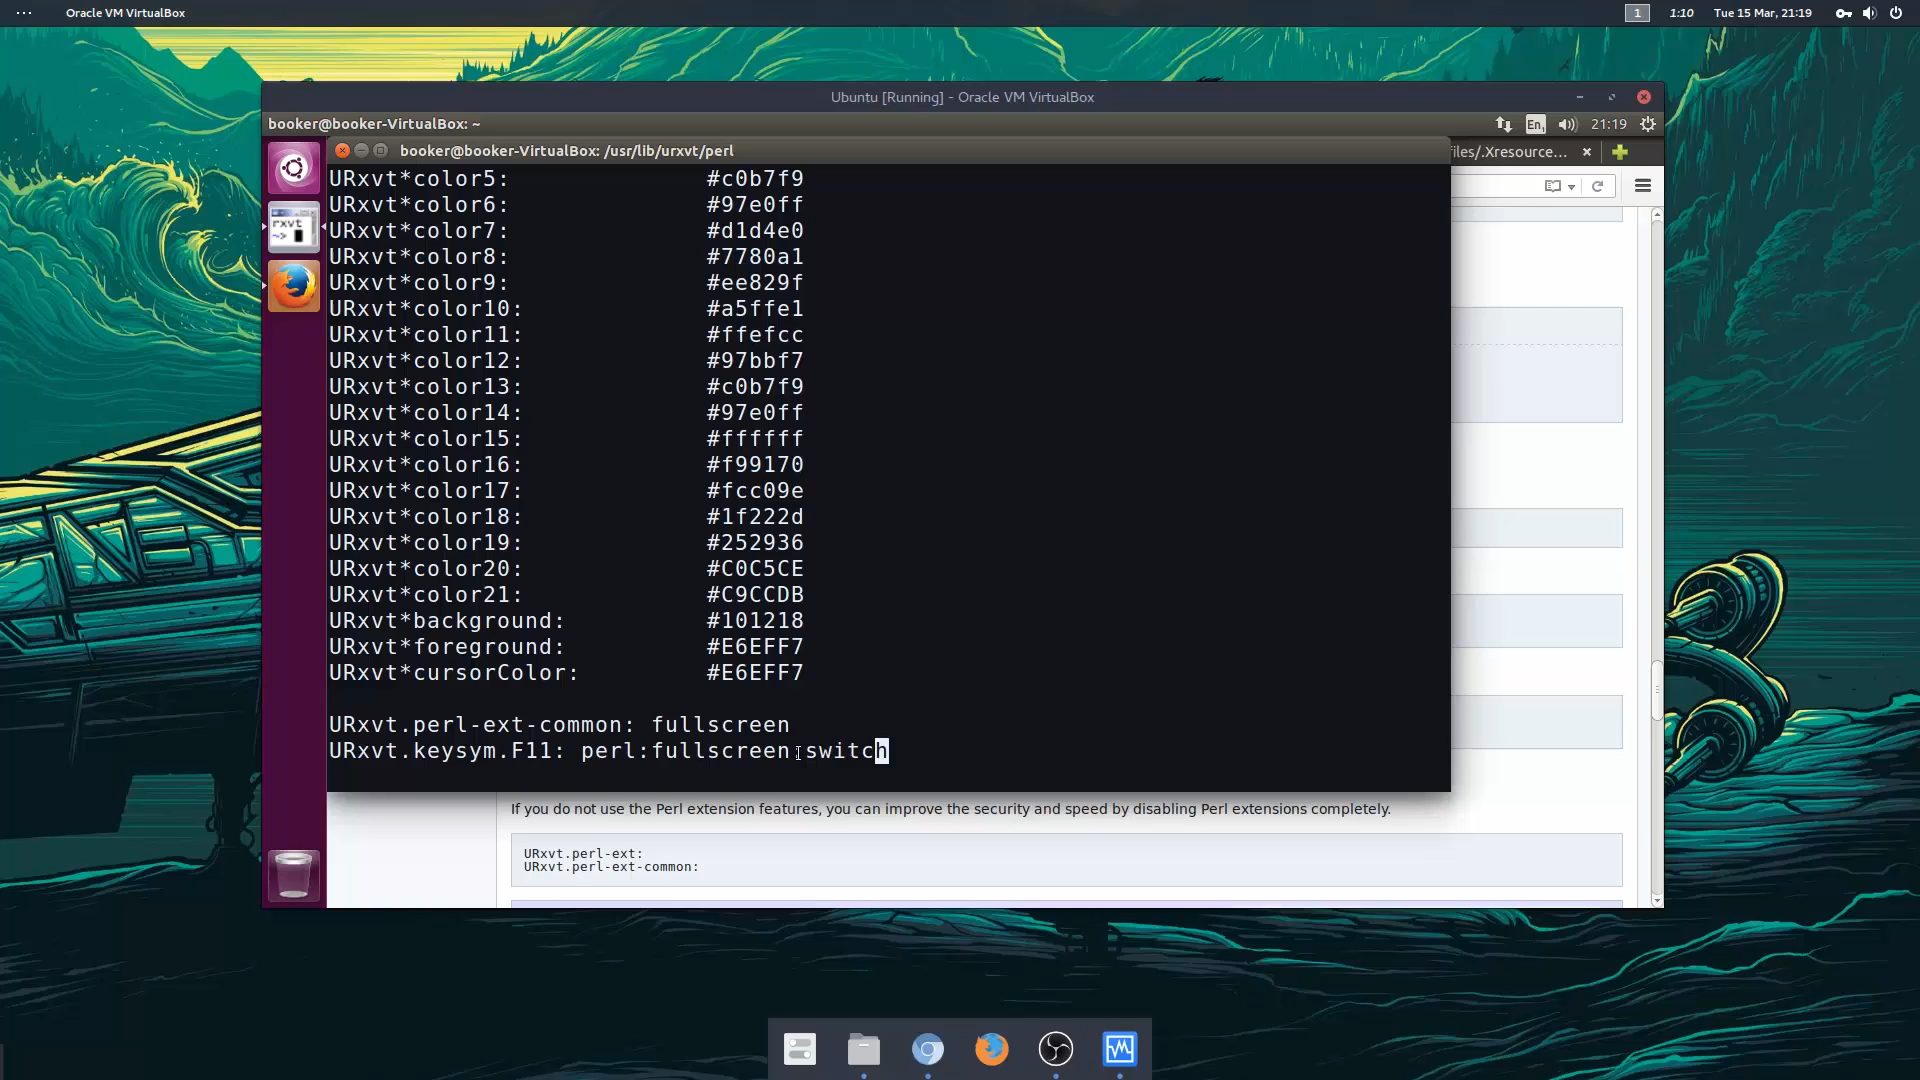 Oracle VM VirtualBox
1
1:10
Tue 15 Mar, 21:19
Ubuntu [Running] - Oracle VM VirtualBox
booker@booker-VirtualBox: ~
En1
21:19
booker@booker-VirtualBox: /usr/lib/urxvt/perl
iles/.Xresource...
rxvt
~>
URxvt*color5: #c0b7f9
URxvt*color6: #97e0ff
URxvt*color7: #d1d4e0
URxvt*color8: #7780a1
URxvt*color9: #ee829f
URxvt*color10: #a5ffe1
URxvt*color11: #ffefcc
URxvt*color12: #97bbf7
URxvt*color13: #c0b7f9
URxvt*color14: #97e0ff
URxvt*color15: #ffffff
URxvt*color16: #f99170
URxvt*color17: #fcc09e
URxvt*color18: #1f222d
URxvt*color19: #252936
URxvt*color20: #C0C5CE
URxvt*color21: #C9CCDB
URxvt*background: #101218
URxvt*foreground: #E6EFF7
URxvt*cursorColor: #E6EFF7
URxvt.perl-ext-common: fullscreen
URxvt.keysym.F11: perl:fullscreen:switch
If you do not use the Perl extension features, you can improve the security and speed by disabling Perl extensions completely.
URxvt.perl-ext:
URxvt.perl-ext-common: